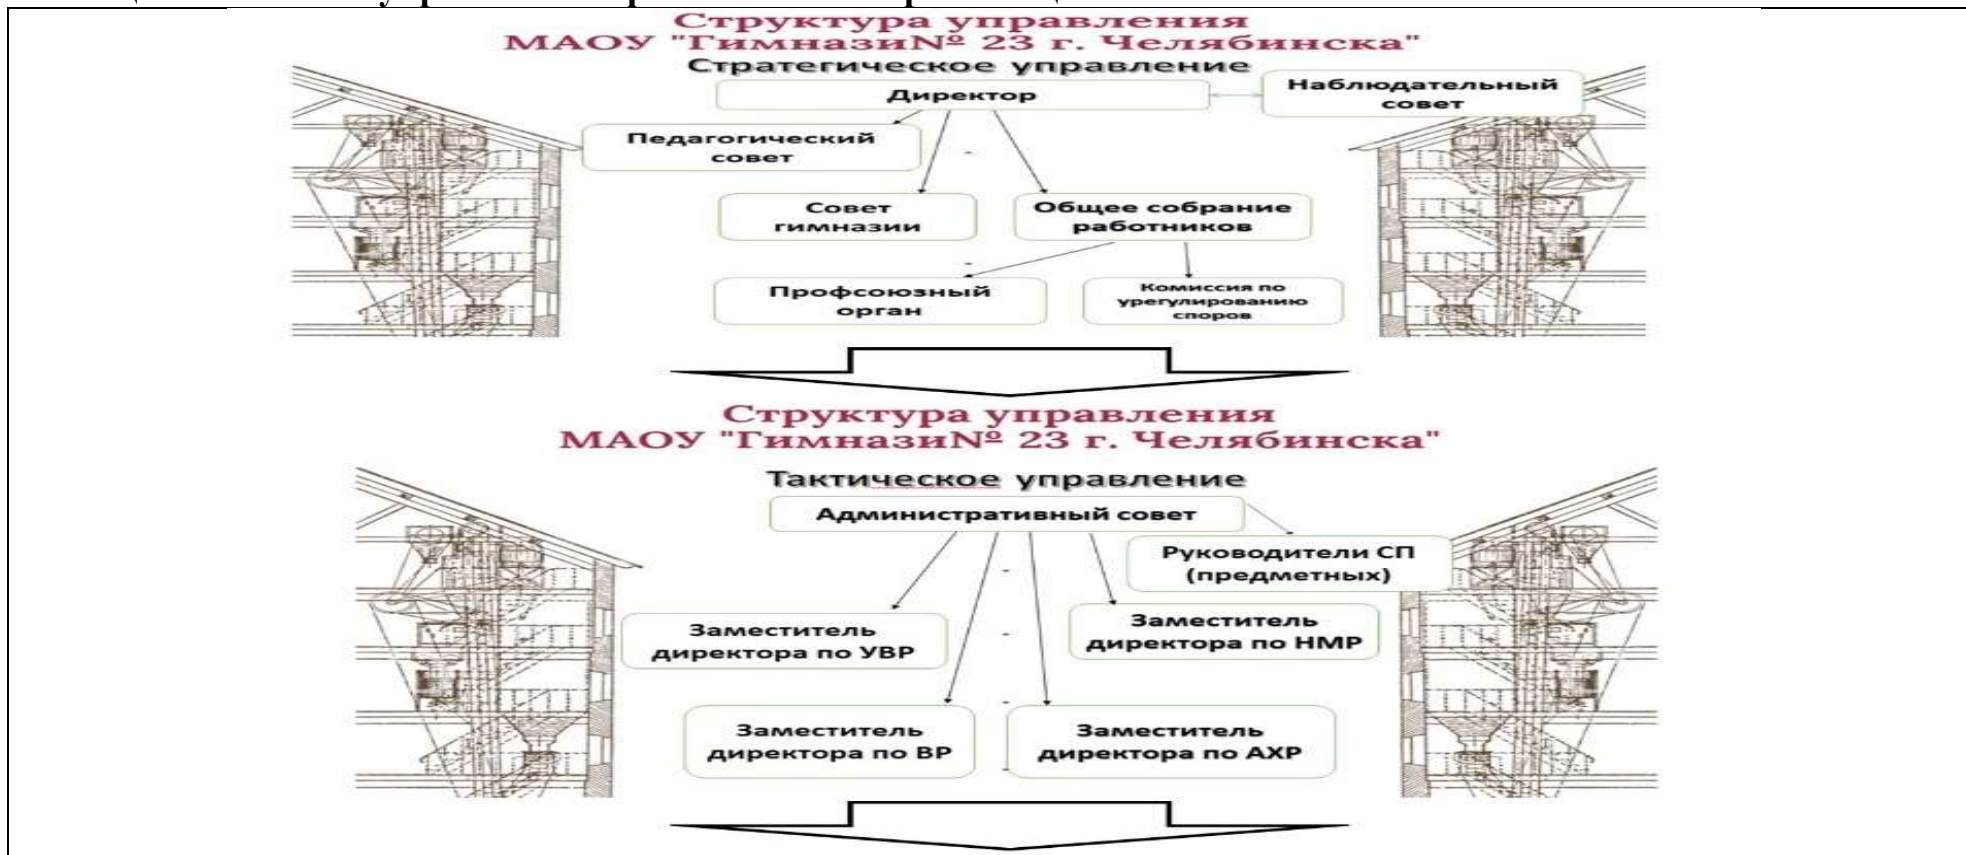 Структура управления
МАОУ "Гимнази№ 23 г. Челябинска"
Стратегическое управление
Директор
Наблюдательный
совет
Педагогический
совет
Совет
гимназии
Общее собрание
работников
Профсоюзный
орган
Комиссия по
урегулированию
споров
Структура управления
МАОУ "Гимнази№ 23 г. Челябинска"
Тактическое управление
Административный совет
Руководители СП
(предметных)
Заместитель
директора по УВР
Заместитель
директора по НМР
Заместитель
директора по ВР
Заместитель
директора по АХР